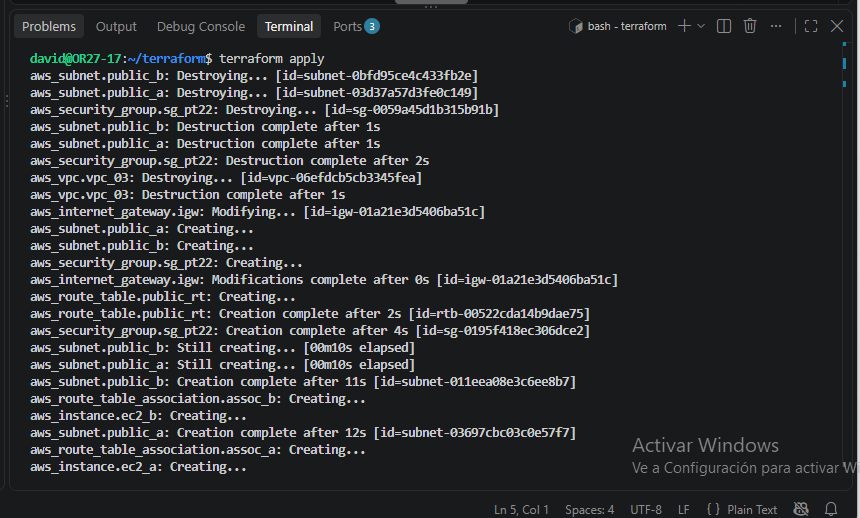 Problems Output Debug Console Terminal Ports 3 bash - terraform
david@OR27-17:~/terraform$ terraform apply
aws_subnet.public_b: Destroying... [id=subnet-0bfd95ce4c433fb2e]
aws_subnet.public_a: Destroying... [id=subnet-03d37a57d3fe0c149]
aws_security_group.sg_pt22: Destroying... [id=sg-0059a45d1b315b91b]
aws_subnet.public_b: Destruction complete after 1s
aws_subnet.public_a: Destruction complete after 1s
aws_security_group.sg_pt22: Destruction complete after 2s
aws_vpc.vpc_03: Destroying... [id=vpc-06efdcb5cb3345fea]
aws_vpc.vpc_03: Destruction complete after 1s
aws_internet_gateway.igw: Modifying... [id=igw-01a21e3d5406ba51c]
aws_subnet.public_a: Creating...
aws_subnet.public_b: Creating...
aws_security_group.sg_pt22: Creating...
aws_internet_gateway.igw: Modifications complete after 0s [id=igw-01a21e3d5406ba51c]
aws_route_table.public_rt: Creating...
aws_route_table.public_rt: Creation complete after 2s [id=rtb-00522cda14b9dae75]
aws_security_group.sg_pt22: Creation complete after 4s [id=sg-0195f418ec306dce2]
aws_subnet.public_b: Still creating... [00m10s elapsed]
aws_subnet.public_a: Still creating... [00m10s elapsed]
aws_subnet.public_b: Creation complete after 11s [id=subnet-011eea08e3c6ee8b7]
aws_route_table_association.assoc_b: Creating...
aws_instance.ec2_b: Creating...
aws_subnet.public_a: Creation complete after 12s [id=subnet-03697cbc03c0e57f7]
aws_route_table_association.assoc_a: Creating...
aws_instance.ec2_a: Creating...
Activar Windows
Ve a Configuración para activar W
Ln 5, Col 1 Spaces: 4 UTF-8 LF { } Plain Text